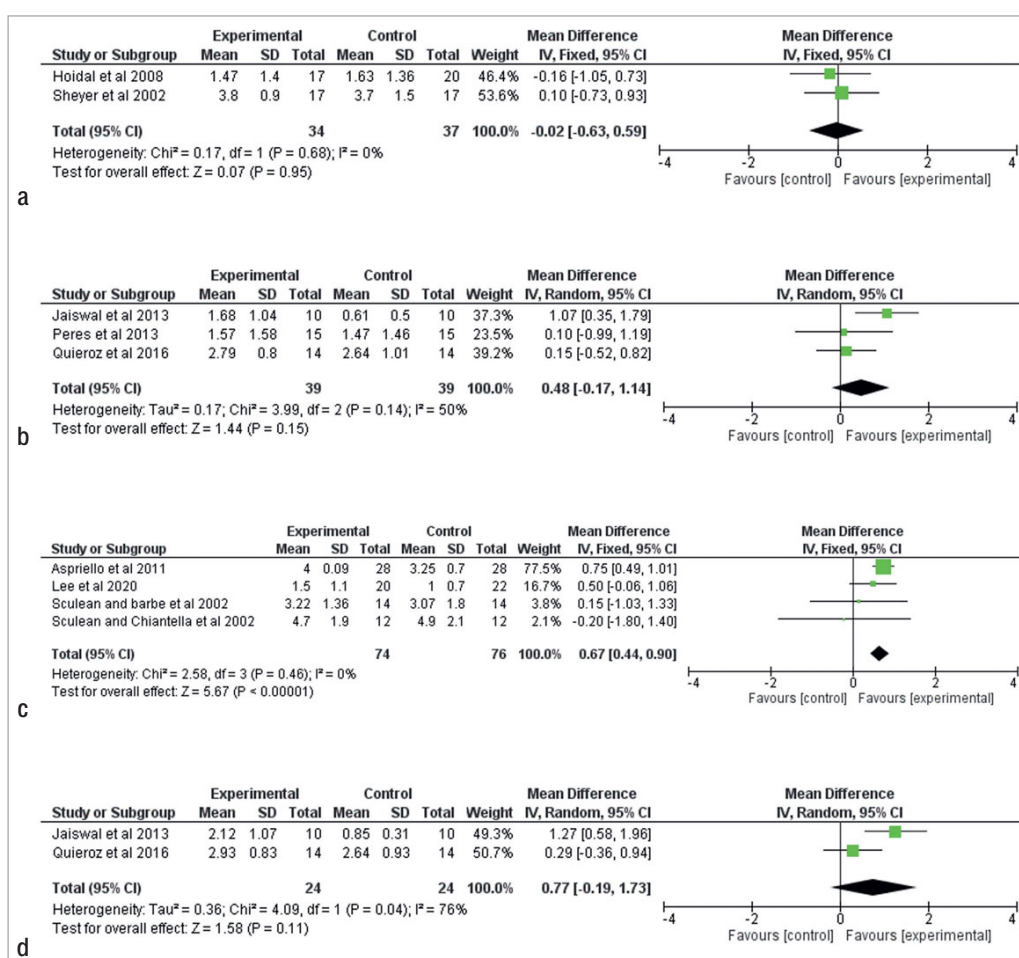 Experimental Control Mean Difference Mean Difference
Study or Subgroup Mean SD Total Mean SD Total Weight IV, Fixed, 95% CI IV, Fixed, 95% CI
Hoidal et al 2008 1.47 1.4 17 1.63 1.36 20 46.4% -0.16 [-1.05, 0.73]
Sheyer et al 2002 3.8 0.9 17 3.7 1.5 17 53.6% 0.10 [-0.73, 0.93]
Total (95% CI) 34 37 100.0% -0.02 [-0.63, 0.59]
Heterogeneity: Chi² = 0.17, df = 1 (P = 0.68); I² = 0%
Test for overall effect: Z = 0.07 (P = 0.95)
-4 -2 0 2 4
Favours [control] Favours [experimental]
a
Experimental Control Mean Difference Mean Difference
Study or Subgroup Mean SD Total Mean SD Total Weight IV, Random, 95% CI IV, Random, 95% CI
Jaiswal et al 2013 1.68 1.04 10 0.61 0.5 10 37.3% 1.07 [0.35, 1.79]
Peres et al 2013 1.57 1.58 15 1.47 1.46 15 23.5% 0.10 [-0.99, 1.19]
Quieroz et al 2016 2.79 0.8 14 2.64 1.01 14 39.2% 0.15 [-0.52, 0.82]
Total (95% CI) 39 39 100.0% 0.48 [-0.17, 1.14]
Heterogeneity: Tau² = 0.17; Chi² = 3.99, df = 2 (P = 0.14); I² = 50%
Test for overall effect: Z = 1.44 (P = 0.15)
-4 -2 0 2 4
Favours [control] Favours [experimental]
b
Experimental Control Mean Difference Mean Difference
Study or Subgroup Mean SD Total Mean SD Total Weight IV, Fixed, 95% CI IV, Fixed, 95% CI
Aspriello et al 2011 4 0.09 28 3.25 0.7 28 77.5% 0.75 [0.49, 1.01]
Lee et al 2020 1.5 1.1 20 1 0.7 22 16.7% 0.50 [-0.06, 1.06]
Sculean and barbe et al 2002 3.22 1.36 14 3.07 1.8 14 3.8% 0.15 [-1.03, 1.33]
Sculean and Chiantella et al 2002 4.7 1.9 12 4.9 2.1 12 2.1% -0.20 [-1.80, 1.40]
Total (95% CI) 74 76 100.0% 0.67 [0.44, 0.90]
Heterogeneity: Chi² = 2.58, df = 3 (P = 0.46); I² = 0%
Test for overall effect: Z = 5.67 (P < 0.00001)
-4 -2 0 2 4
Favours [control] Favours [experimental]
c
Experimental Control Mean Difference Mean Difference
Study or Subgroup Mean SD Total Mean SD Total Weight IV, Random, 95% CI IV, Random, 95% CI
Jaiswal et al 2013 2.12 1.07 10 0.85 0.31 10 49.3% 1.27 [0.58, 1.96]
Quieroz et al 2016 2.93 0.83 14 2.64 0.93 14 50.7% 0.29 [-0.36, 0.94]
Total (95% CI) 24 24 100.0% 0.77 [-0.19, 1.73]
Heterogeneity: Tau² = 0.36; Chi² = 4.09, df = 1 (P = 0.04); I² = 76%
Test for overall effect: Z = 1.58 (P = 0.11)
-4 -2 0 2 4
Favours [control] Favours [experimental]
d